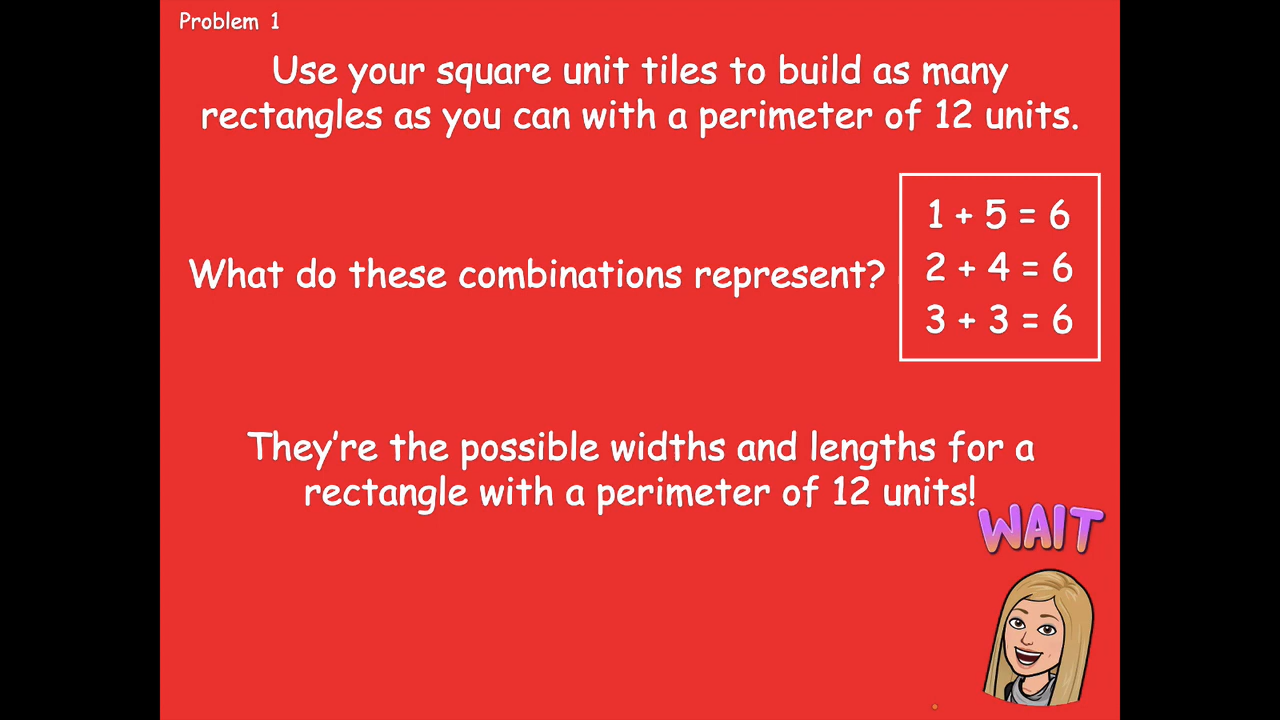 Problem 1
Use your square unit tiles to build as many
rectangles as you can with a perimeter of 12 units.
1 + 5 = 6
What do these combinations represent?
2 + 4 = 6
3 + 3 = 6
They're the possible widths and lengths for a
rectangle with a perimeter of 12 units!
WAIT